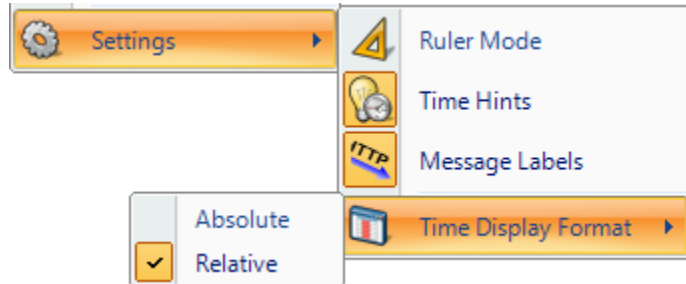 Settings
Ruler Mode
Time Hints
Message Labels
Time Display Format
Absolute
Relative